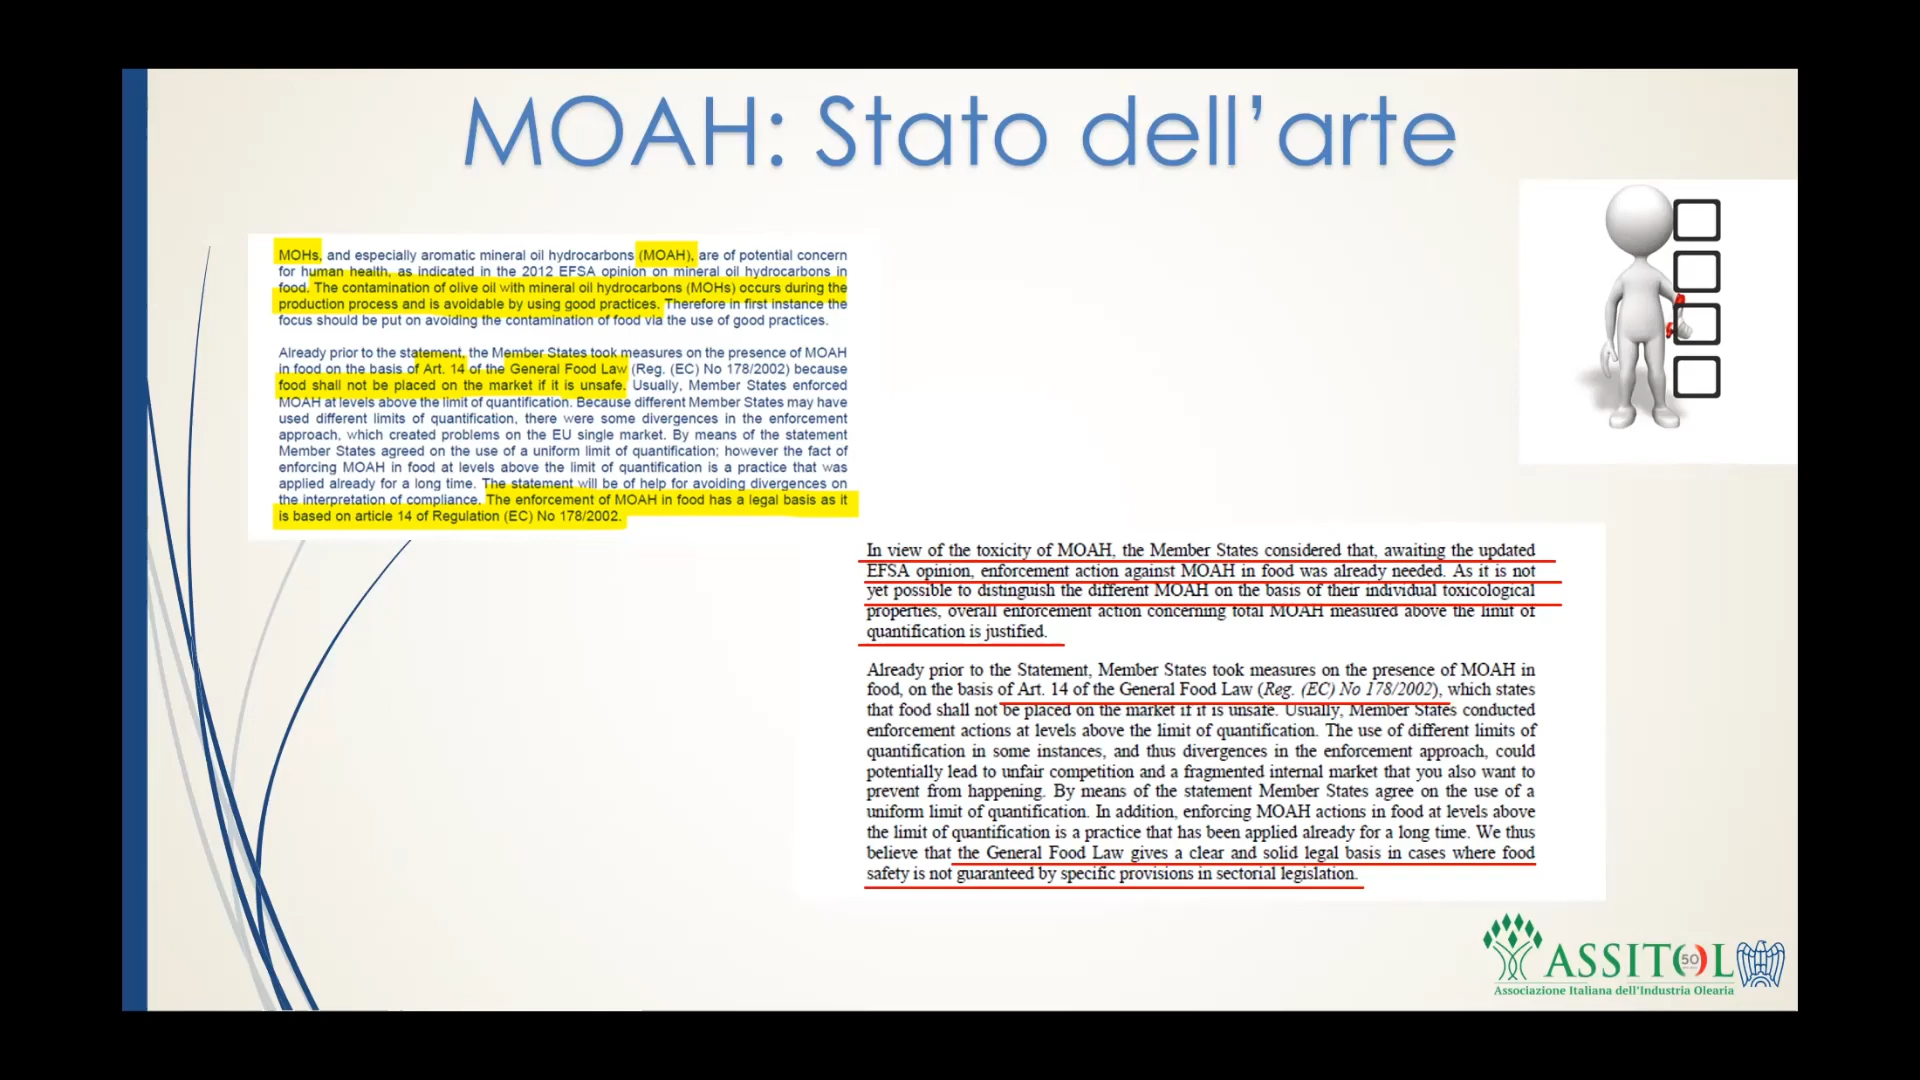 MOAH: Stato dell’arte
MOHs, and especially aromatic mineral oil hydrocarbons (MOAH), are of potential concern
for human health, as indicated in the 2012 EFSA opinion on mineral oil hydrocarbons in
food. The contamination of olive oil with mineral oil hydrocarbons (MOHs) occurs during the
production process and is avoidable by using good practices. Therefore in first instance the
focus should be put on avoiding the contamination of food via the use of good practices.
Already prior to the statement, the Member States took measures on the presence of MOAH
in food on the basis of Art. 14 of the General Food Law (Reg. (EC) No 178/2002) because
food shall not be placed on the market if it is unsafe. Usually, Member States enforced
MOAH at levels above the limit of quantification. Because different Member States may have
used different limits of quantification, there were some divergences in the enforcement
approach, which created problems on the EU single market. By means of the statement
Member States agreed on the use of a uniform limit of quantification; however the fact of
enforcing MOAH in food at levels above the limit of quantification is a practice that was
applied already for a long time. The statement will be of help for avoiding divergences on
the interpretation of compliance. The enforcement of MOAH in food has a legal basis as it
is based on article 14 of Regulation (EC) No 178/2002.
In view of the toxicity of MOAH, the Member States considered that, awaiting the updated
EFSA opinion, enforcement action against MOAH in food was already needed. As it is not
yet possible to distinguish the different MOAH on the basis of their individual toxicological
properties, overall enforcement action concerning total MOAH measured above the limit of
quantification is justified.
Already prior to the Statement, Member States took measures on the presence of MOAH in
food, on the basis of Art. 14 of the General Food Law (Reg. (EC) No 178/2002), which states
that food shall not be placed on the market if it is unsafe. Usually, Member States conducted
enforcement actions at levels above the limit of quantification. The use of different limits of
quantification in some instances, and thus divergences in the enforcement approach, could
potentially lead to unfair competition and a fragmented internal market that you also want to
prevent from happening. By means of the statement Member States agree on the use of a
uniform limit of quantification. In addition, enforcing MOAH actions in food at levels above
the limit of quantification is a practice that has been applied already for a long time. We thus
believe that the General Food Law gives a clear and solid legal basis in cases where food
safety is not guaranteed by specific provisions in sectorial legislation.
ASSITOL
50
Associazione Italiana dell'Industria Olearia